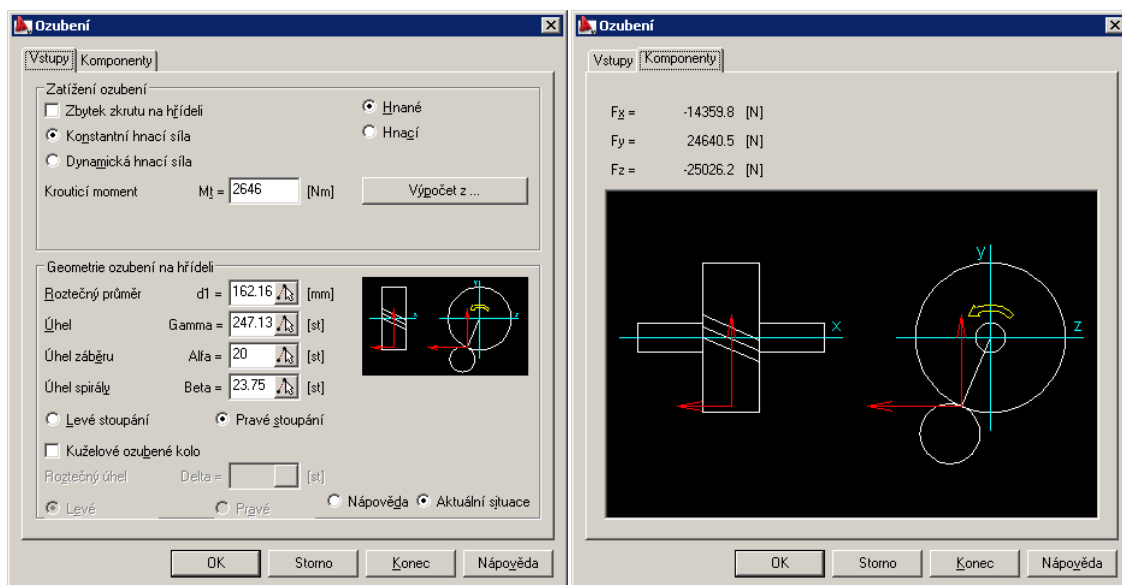 Ozubení
Vstupy Komponenty
Zatížení ozubení
Zbytek zkrutu na hřídeli
Hnané
Konstantní hnací síla
Hnací
Dynamická hnací síla
Krouticí moment Mt = 2646 [Nm] Výpočet z ...
Geometrie ozubení na hřídeli
Roztečný průměr d1 = 162.16 [mm]
Úhel Gamma = 247.13 [st]
Úhel záběru Alfa = 20 [st]
Úhel spirály Beta = 23.75 [st]
Levé stoupání Pravé stoupání
Kuželové ozubené kolo
Roztečný úhel Delta = [st]
Nápověda Aktuální situace
Levé Pravé
OK Storno Konec Nápověda
Ozubení
Vstupy Komponenty
Fx = -14359.8 [N]
Fy = 24640.5 [N]
Fz = -25026.2 [N]
y
x
z
OK Storno Konec Nápověda